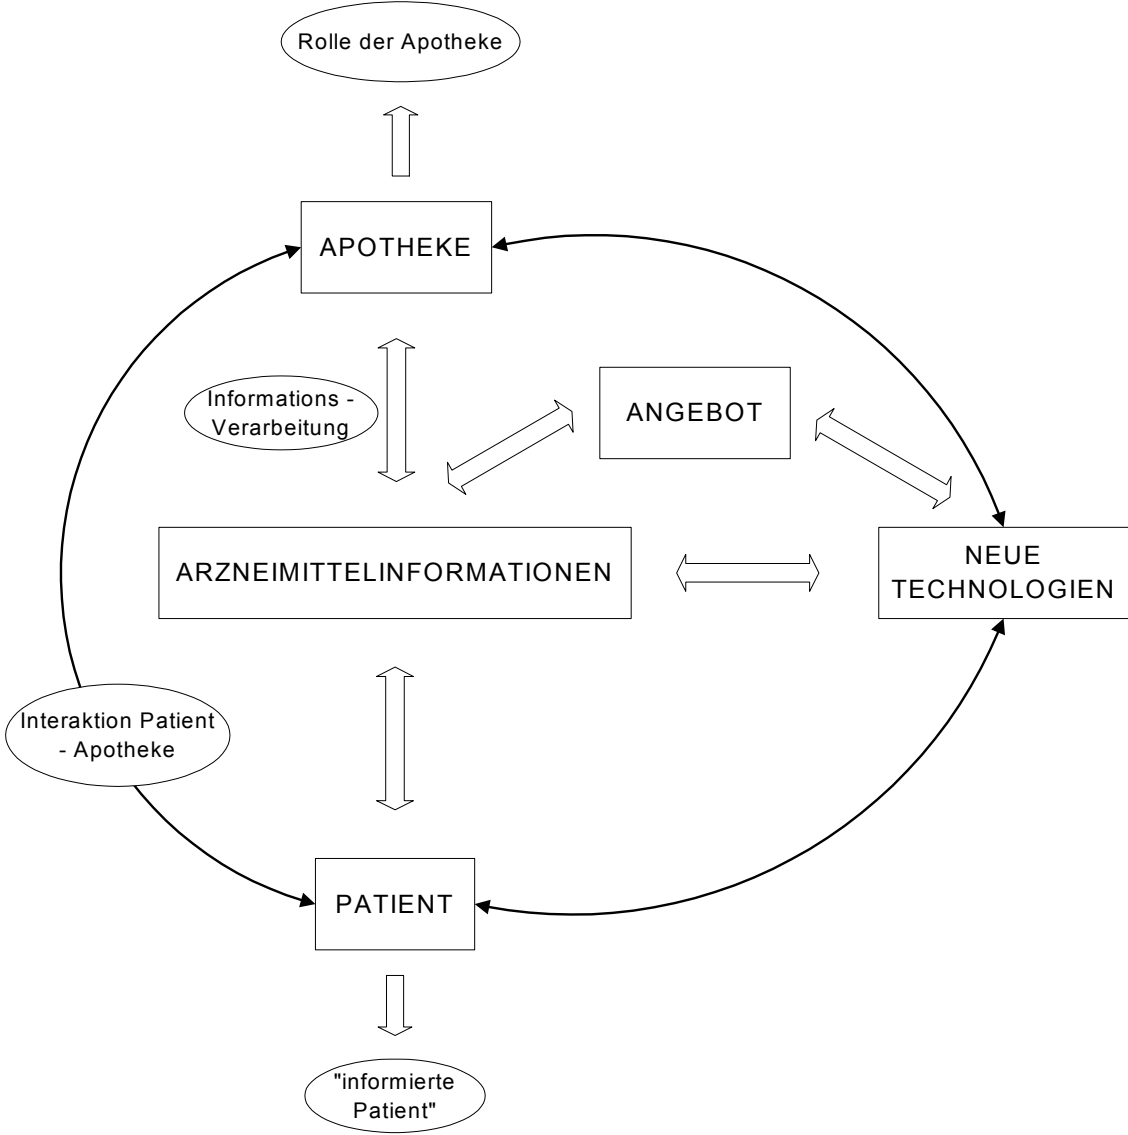 Rolle der Apotheke
APOTHEKE
Informations -
Verarbeitung
ANGEBOT
ARZNEIMITTELINFORMATIONEN
NEUE
TECHNOLOGIEN
Interaktion Patient
- Apotheke
PATIENT
"informierte
Patient"